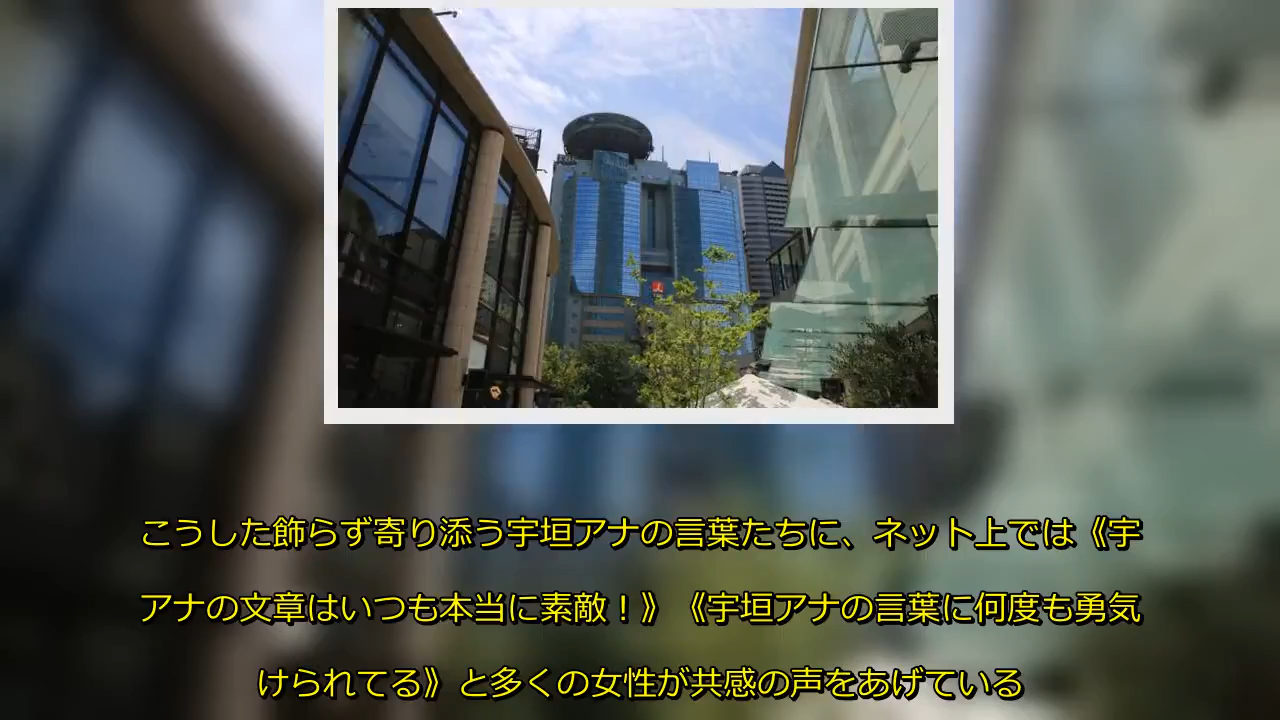 こうした飾らず寄り添う宇垣アナの言葉たちに、ネット上では《宇
アナの文章はいつも本当に素敵！》《宇垣アナの言葉に何度も勇気
けられてる》と多くの女性が共感の声をあげている